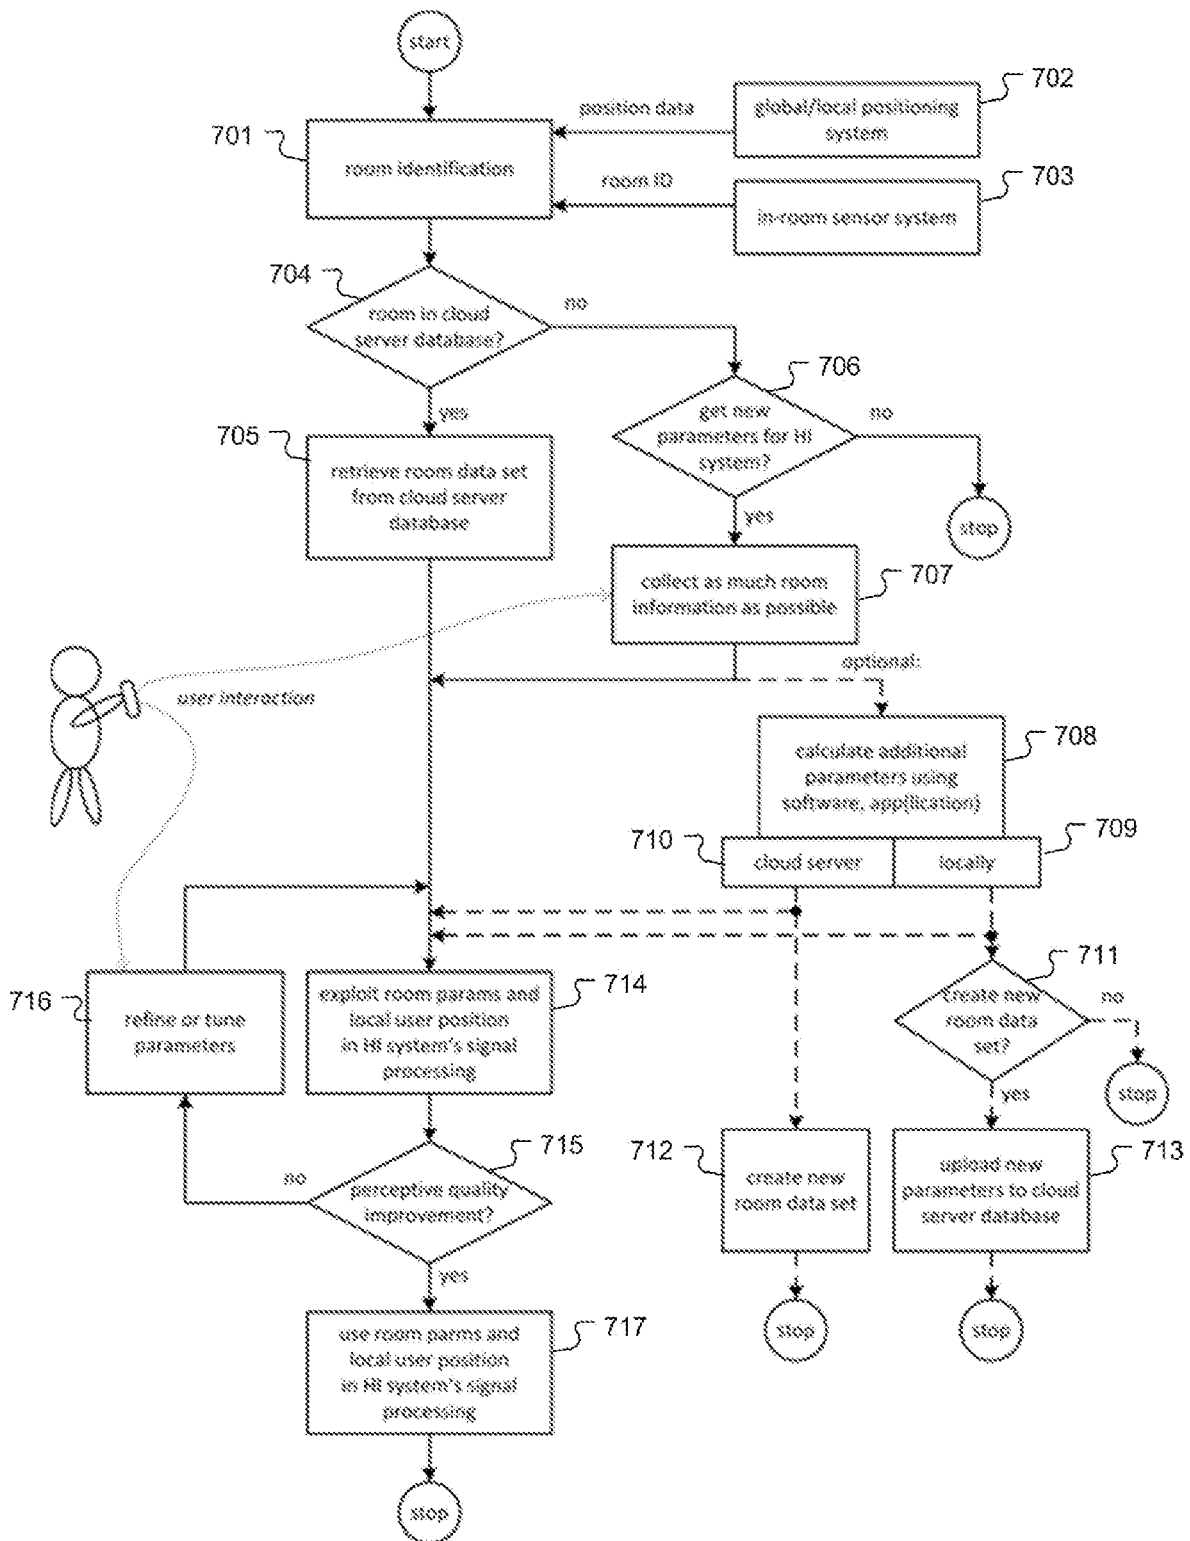 start
702
position data
global/local positioning
system
701
room identification
room ID
703
in-room sensor system
704
room in cloud
server database?
no
706
yes
get new
parameters for HI
system?
no
705
retrieve room data set
from cloud server
database
yes
stop
707
collect as much room
information as possible
optional:
user interaction
708
calculate additional
parameters using
software, app(lication)
710
709
cloud server
locally
711
716
refine or tune
parameters
714
exploit room params and
local user position
in HI system's signal
processing
create new
room data
set?
no
stop
yes
715
no
perceptive quality
improvement?
712
create new
room data set
713
upload new
parameters to cloud
server database
yes
717
use room parms and
local user position
in HI system's signal
processing
stop
stop
stop